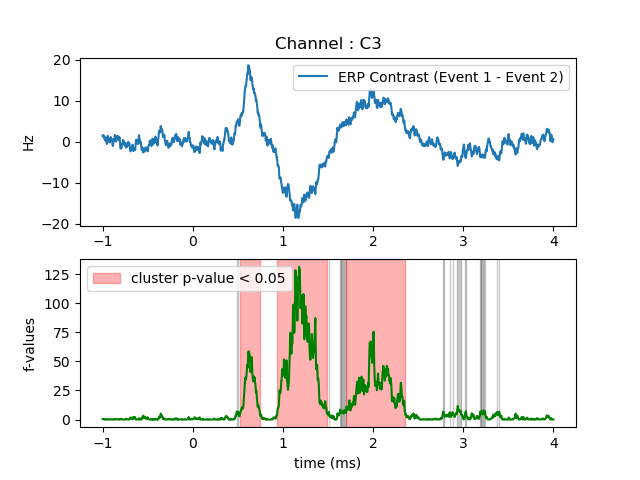 Channel : C3
20
10
0
−10
−20
Hz
ERP Contrast (Event 1 - Event 2)
−1 0 1 2 3 4
125
100
75
50
25
0
f-values
cluster p-value < 0.05
−1 0 1 2 3 4
time (ms)